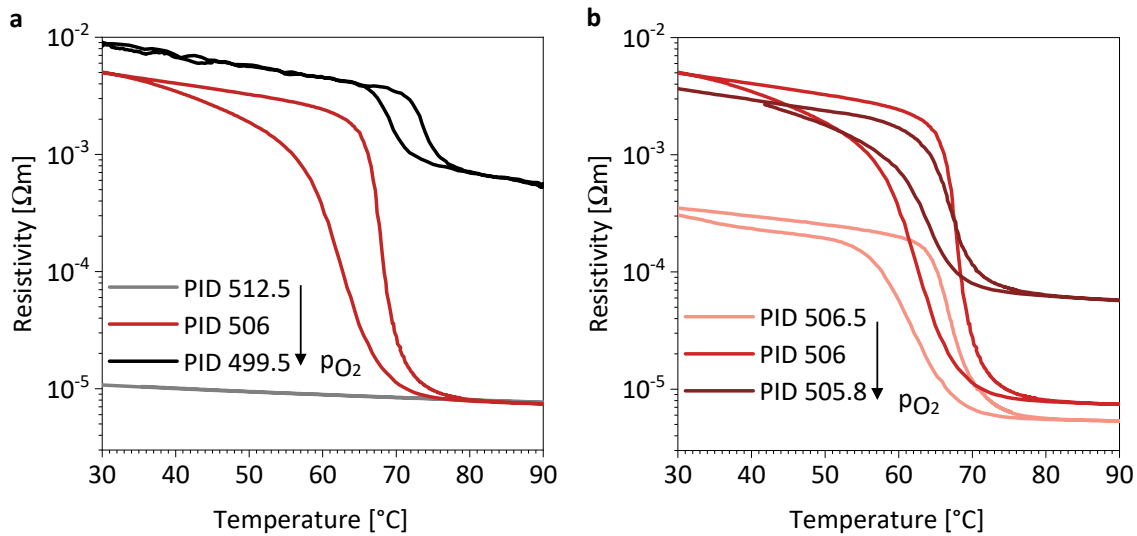 a
10⁻²
10⁻³
10⁻⁴
10⁻⁵
Resistivity [Ωm]
PID 512.5
PID 506
PID 499.5
pO₂
30 40 50 60 70 80 90
Temperature [°C]
b
10⁻²
10⁻³
10⁻⁴
10⁻⁵
Resistivity [Ωm]
PID 506.5
PID 506
PID 505.8
pO₂
30 40 50 60 70 80 90
Temperature [°C]